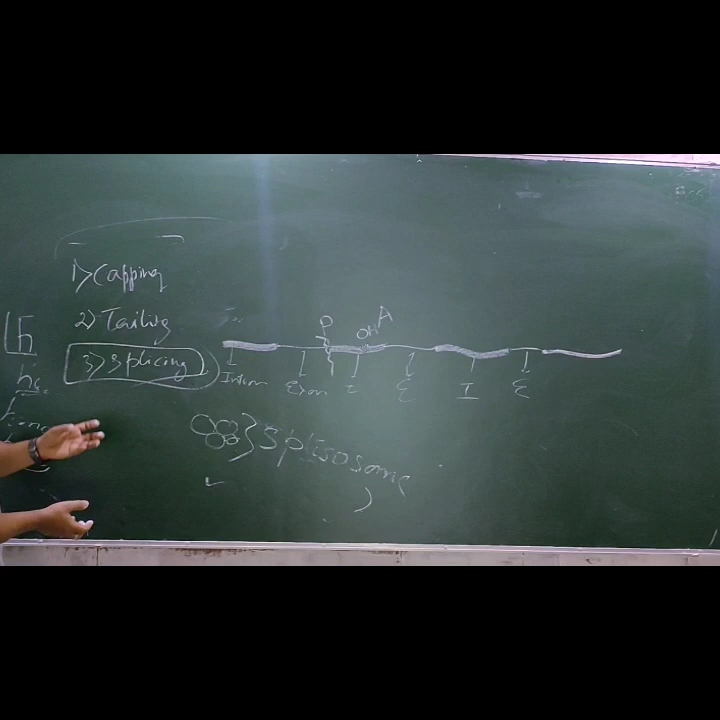 1) Capping
2) Tailing
3) Splicing
P OH A
Intron Exon I E I E
Splisosome